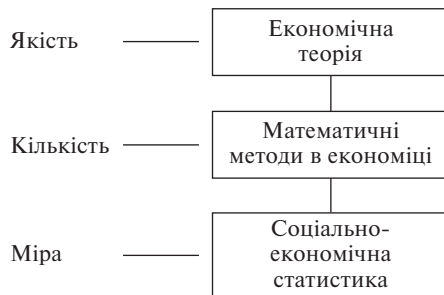 Якість
Економічна
теорія
Кількість
Математичні
методи в економіці
Міра
Соціально-
економічна
статистика